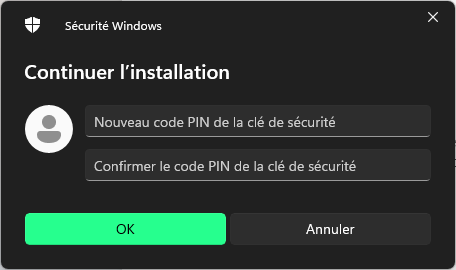 Sécurité Windows
Continuer l'installation
Nouveau code PIN de la clé de sécurité
Confirmer le code PIN de la clé de sécurité
OK
Annuler